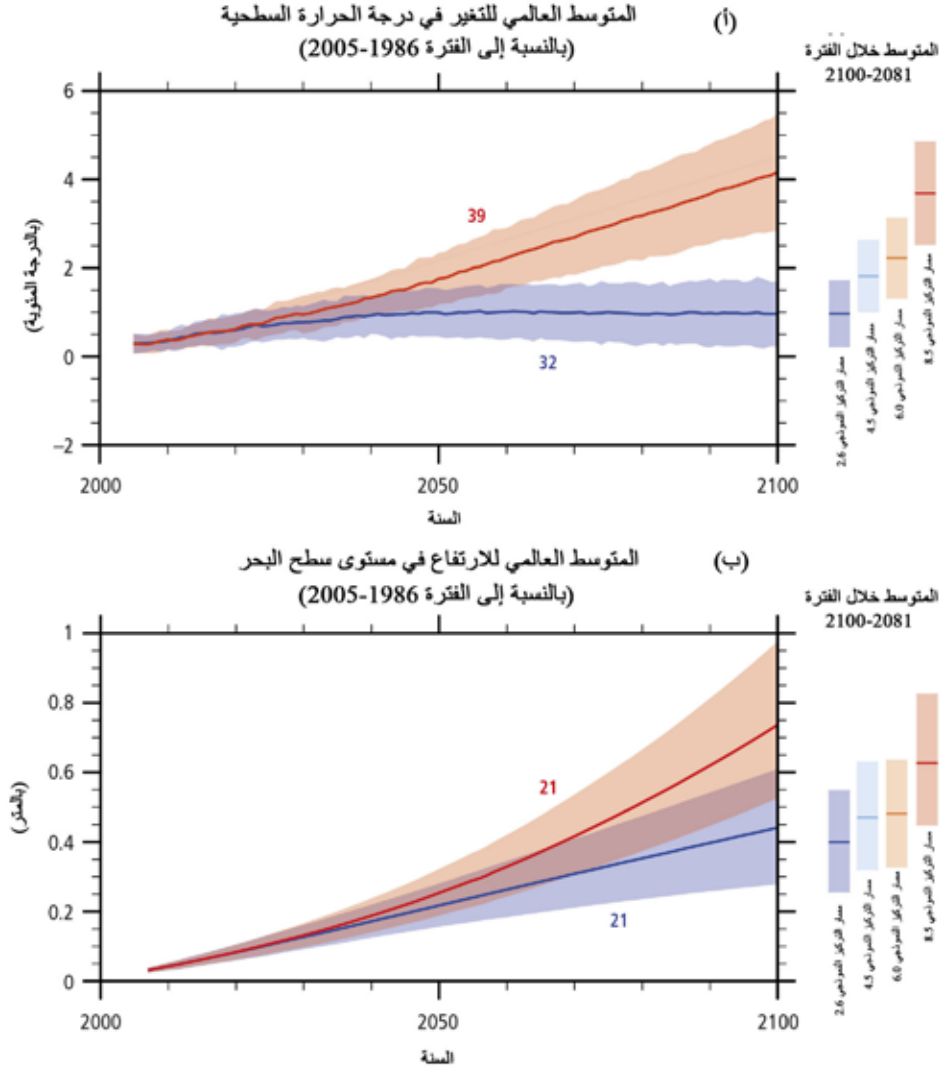 (أ)
المتوسط العالمي للتغير في درجة الحرارة السطحية
(بالنسبة إلى الفترة 1986-2005)
المتوسط خلال الفترة
2081-2100
6
4
2
0
–2
(بالدرجة المئوية)
39
32
2000
2050
2100
السنة
مسار التركيز النموذجي 2.6
مسار التركيز النموذجي 4.5
مسار التركيز النموذجي 6.0
مسار التركيز النموذجي 8.5
(ب)
المتوسط العالمي للارتفاع في مستوى سطح البحر
(بالنسبة إلى الفترة 1986-2005)
المتوسط خلال الفترة
2081-2100
1
0.8
0.6
0.4
0.2
0
(بالمتر)
21
21
2000
2050
2100
السنة
مسار التركيز النموذجي 2.6
مسار التركيز النموذجي 4.5
مسار التركيز النموذجي 6.0
مسار التركيز النموذجي 8.5